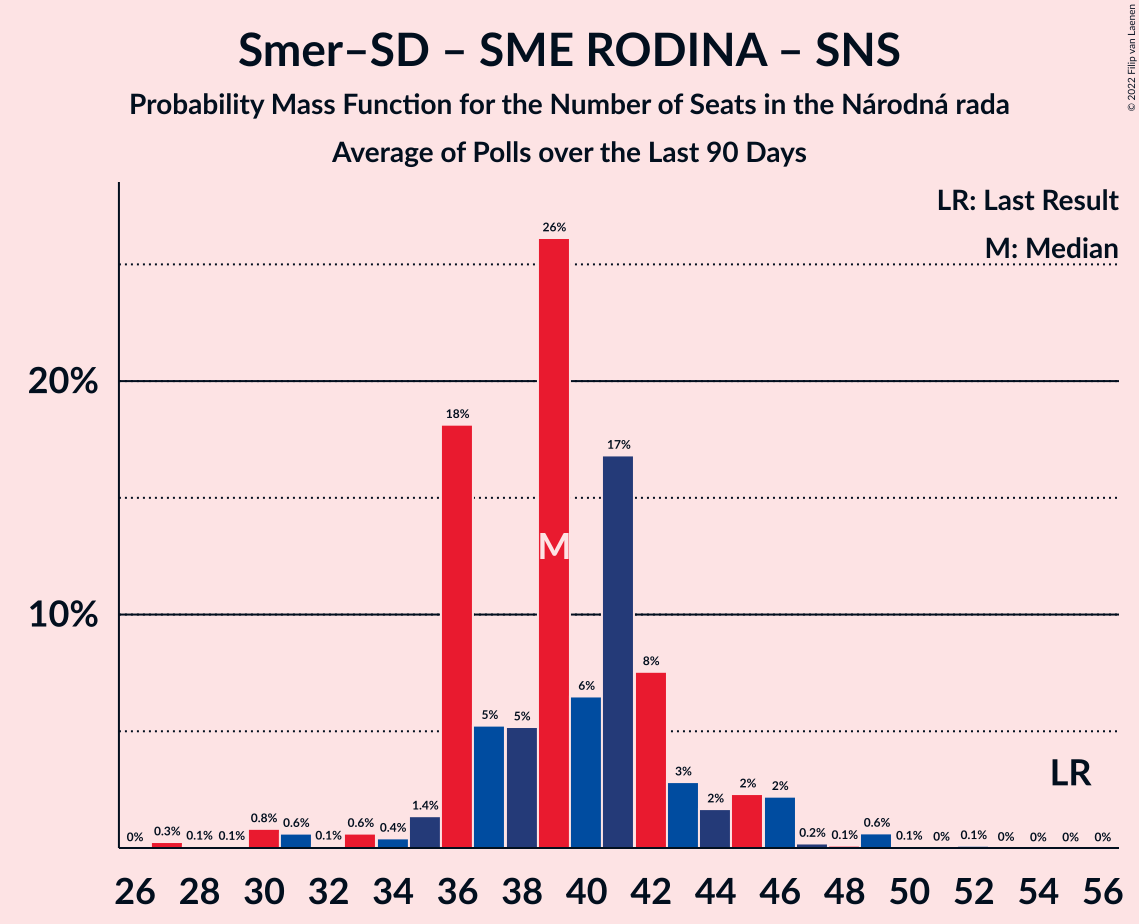 Smer–SD – SME RODINA – SNS
Probability Mass Function for the Number of Seats in the Národná rada
Average of Polls over the Last 90 Days
© 2022 Filip van Laenen
LR: Last Result
M: Median
20%
10%
0% 0.3% 0.1% 0.1% 0.8% 0.6% 0.1% 0.6% 0.4% 1.4% 18% 5% 5% 26% 6% 17% 8% 3% 2% 2% 2% 0.2% 0.1% 0.6% 0.1% 0% 0.1% 0% 0% 0% 0%
M
LR
26 28 30 32 34 36 38 40 42 44 46 48 50 52 54 56